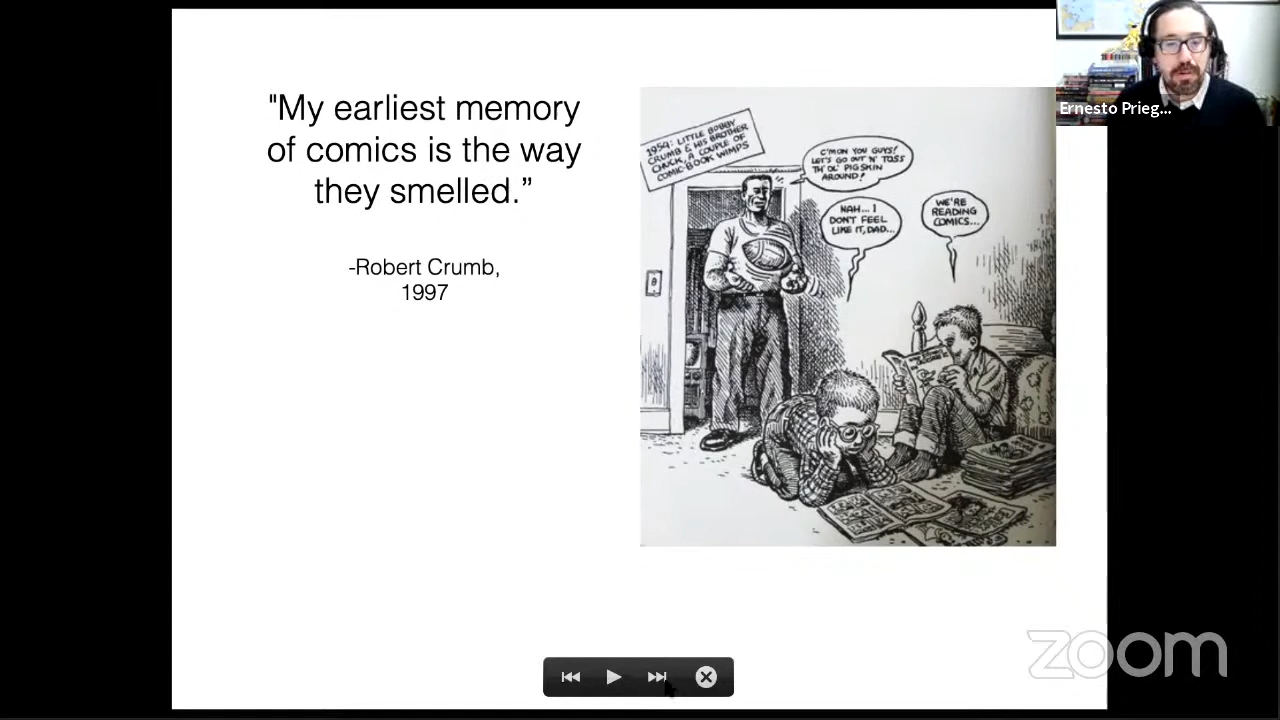 "My earliest memory
of comics is the way
they smelled.”
-Robert Crumb,
1997
1954: LITTLE BOBBY
CRUMB & HIS BROTHER
CHUCK, A COUPLE OF
COMIC-BOOK WIMPS
C'MON YOU GUYS!
LET'S GO OUT 'N' TOSS
TH' OL' PIGSKIN
AROUND!
NAH... I
DON'T FEEL
LIKE IT, DAD...
WE'RE
READING
COMICS...
Ernesto Prieg...
zoom